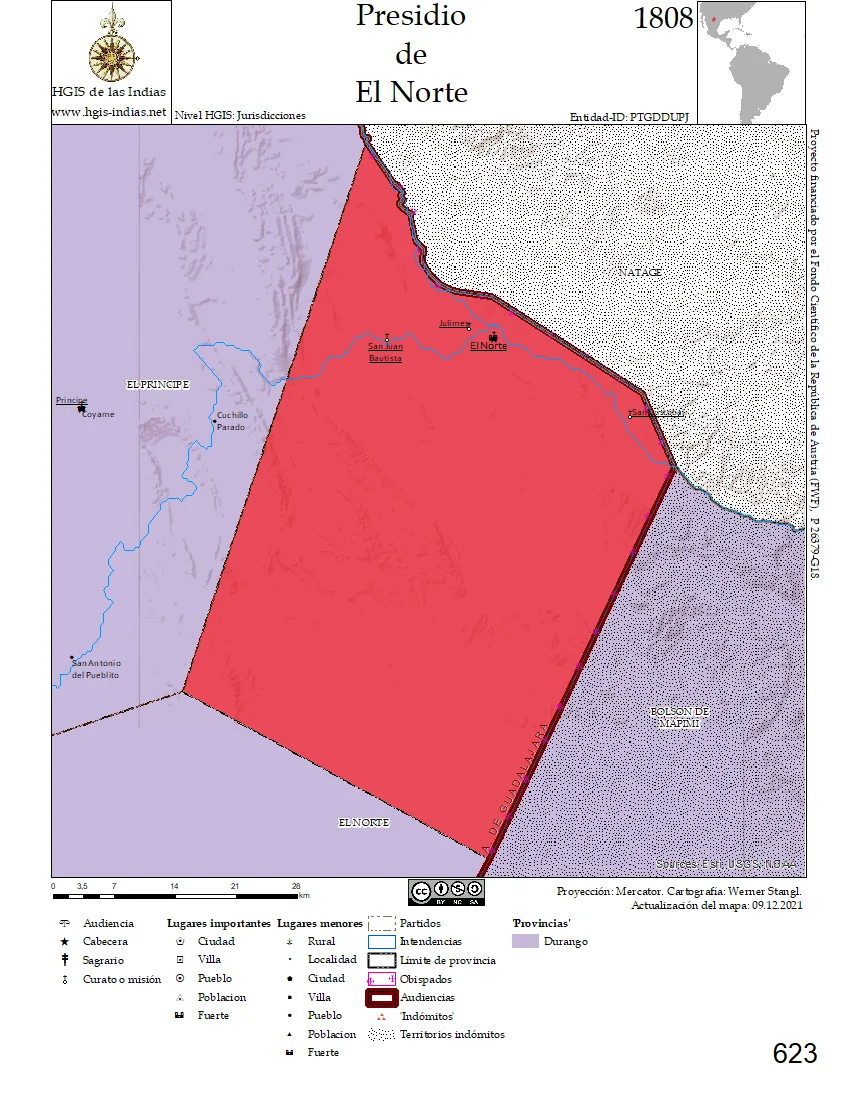 Presidio
de
El Norte
1808
HGIS de las Indias
www.hgis-indias.net
Nivel HGIS: Jurisdicciones
Entidad-ID: PTGDDUPJ
Proyecto financiado por el Fondo Científico de la República de Austria (FWF), P 26379-G18.
NATAGE
Julimes
El Norte
San Juan
Bautista
EL PRINCIPE
Principe
Coyame
Cuchillo
Parado
San Antonio
del Pueblito
BOLSON DE
MAPIMI
A DE GUADALAJARA
EL NORTE
Sources: Esri, USGS, NOAA
0 3,5 7 14 21 28
km
CC BY NC SA
Proyección: Mercator. Cartografía: Werner Stangl.
Actualización del mapa: 09.12.2021
Audiencia
Cabecera
Sagrario
Curato o misión
Lugares importantes
Ciudad
Villa
Pueblo
Poblacion
Fuerte
Lugares menores
Rural
Localidad
Ciudad
Villa
Pueblo
Poblacion
Fuerte
Partidos
Intendencias
Límite de provincia
Obispados
Audiencias
'Indómitos'
Territorios indómitos
'Provincias'
Durango
623